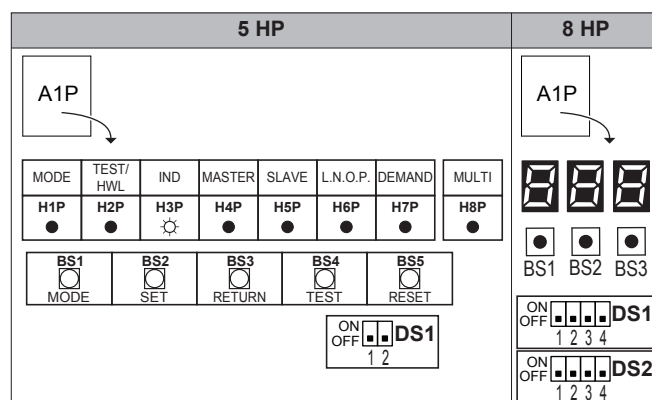 5 HP
A1P
MODE TEST/HWL IND MASTER SLAVE L.N.O.P. DEMAND MULTI
H1P H2P H3P H4P H5P H6P H7P H8P
BS1 BS2 BS3 BS4 BS5
MODE SET RETURN TEST RESET
ON
OFF DS1
1 2
8 HP
A1P
888
BS1 BS2 BS3
ON
OFF DS1
1 2 3 4
ON
OFF DS2
1 2 3 4